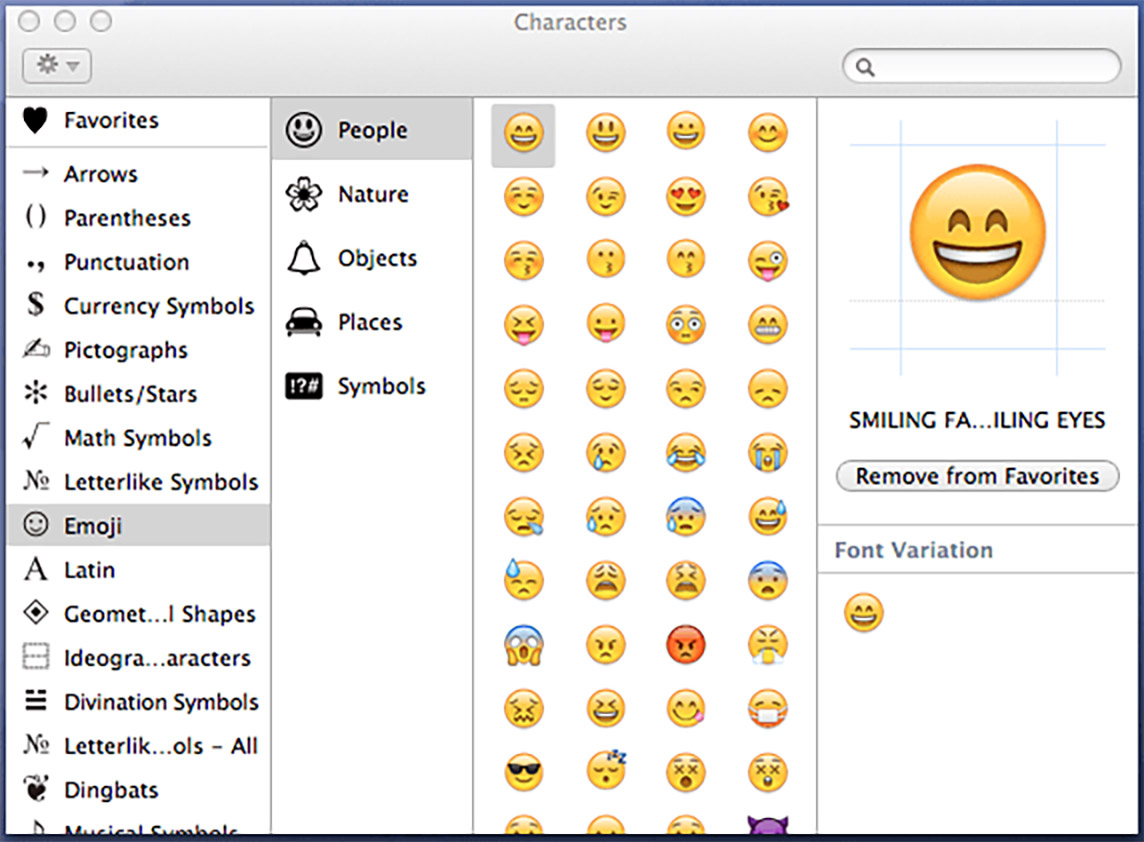 Characters
Favorites
Arrows
Parentheses
Punctuation
Currency Symbols
Pictographs
Bullets/Stars
Math Symbols
Letterlike Symbols
Emoji
Latin
Geomet...l Shapes
Ideogra...aracters
Divination Symbols
Letterlik...ols – All
Dingbats
Musical Symbols
People
Nature
Objects
Places
!?# Symbols
SMILING FA...ILING EYES
Remove from Favorites
Font Variation